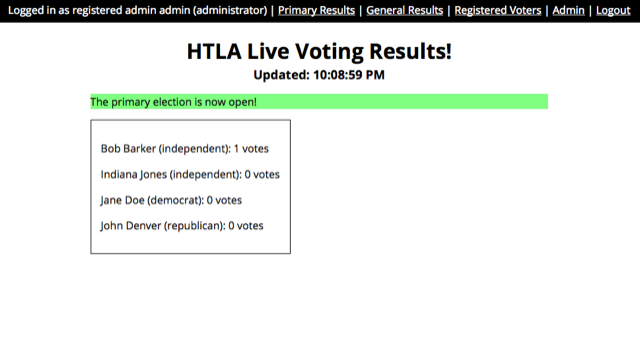 Logged in as registered admin admin (administrator) | Primary Results | General Results | Registered Voters | Admin | Logout
HTLA Live Voting Results!
Updated: 10:08:59 PM
The primary election is now open!
Bob Barker (independent): 1 votes
Indiana Jones (independent): 0 votes
Jane Doe (democrat): 0 votes
John Denver (republican): 0 votes